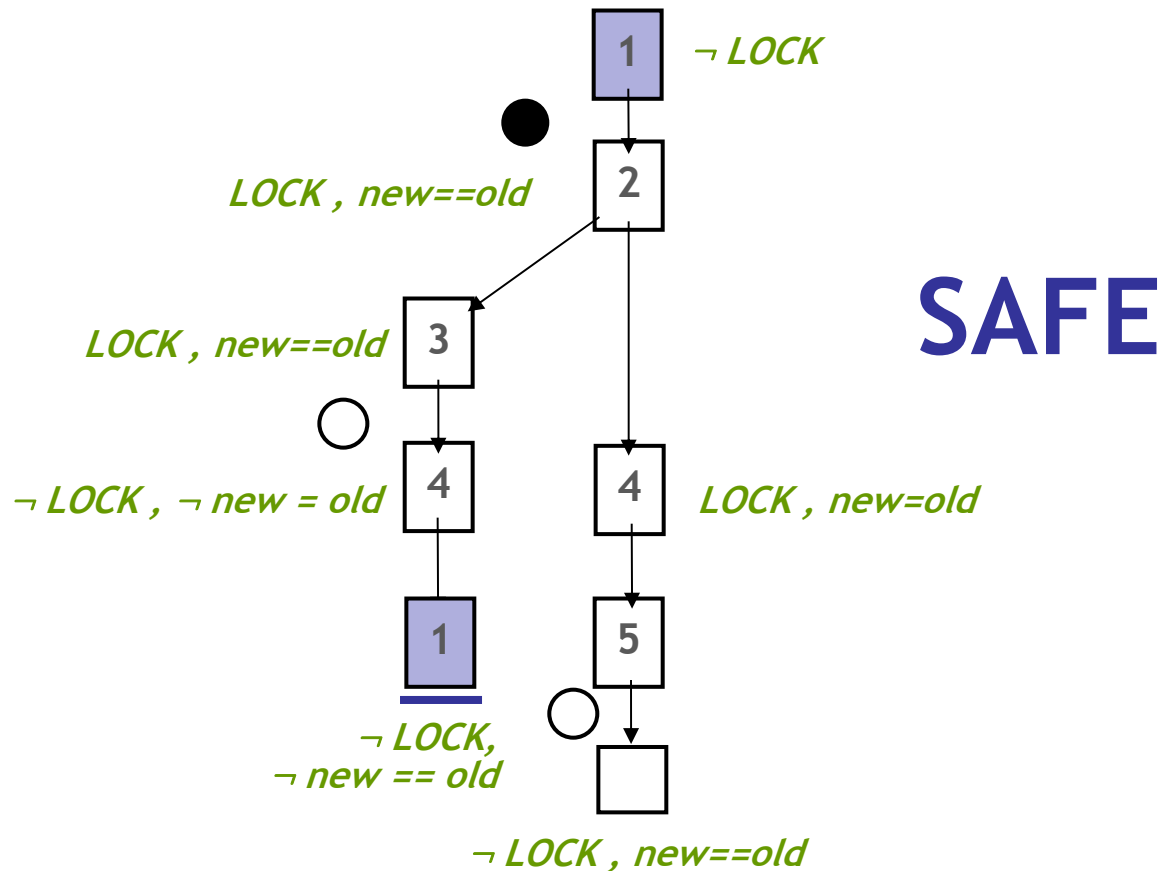 1
¬ LOCK
2
LOCK , new==old
SAFE
3
LOCK , new==old
4
¬ LOCK , ¬ new = old
4
LOCK , new=old
1
5
¬ LOCK,
¬ new == old
¬ LOCK , new==old